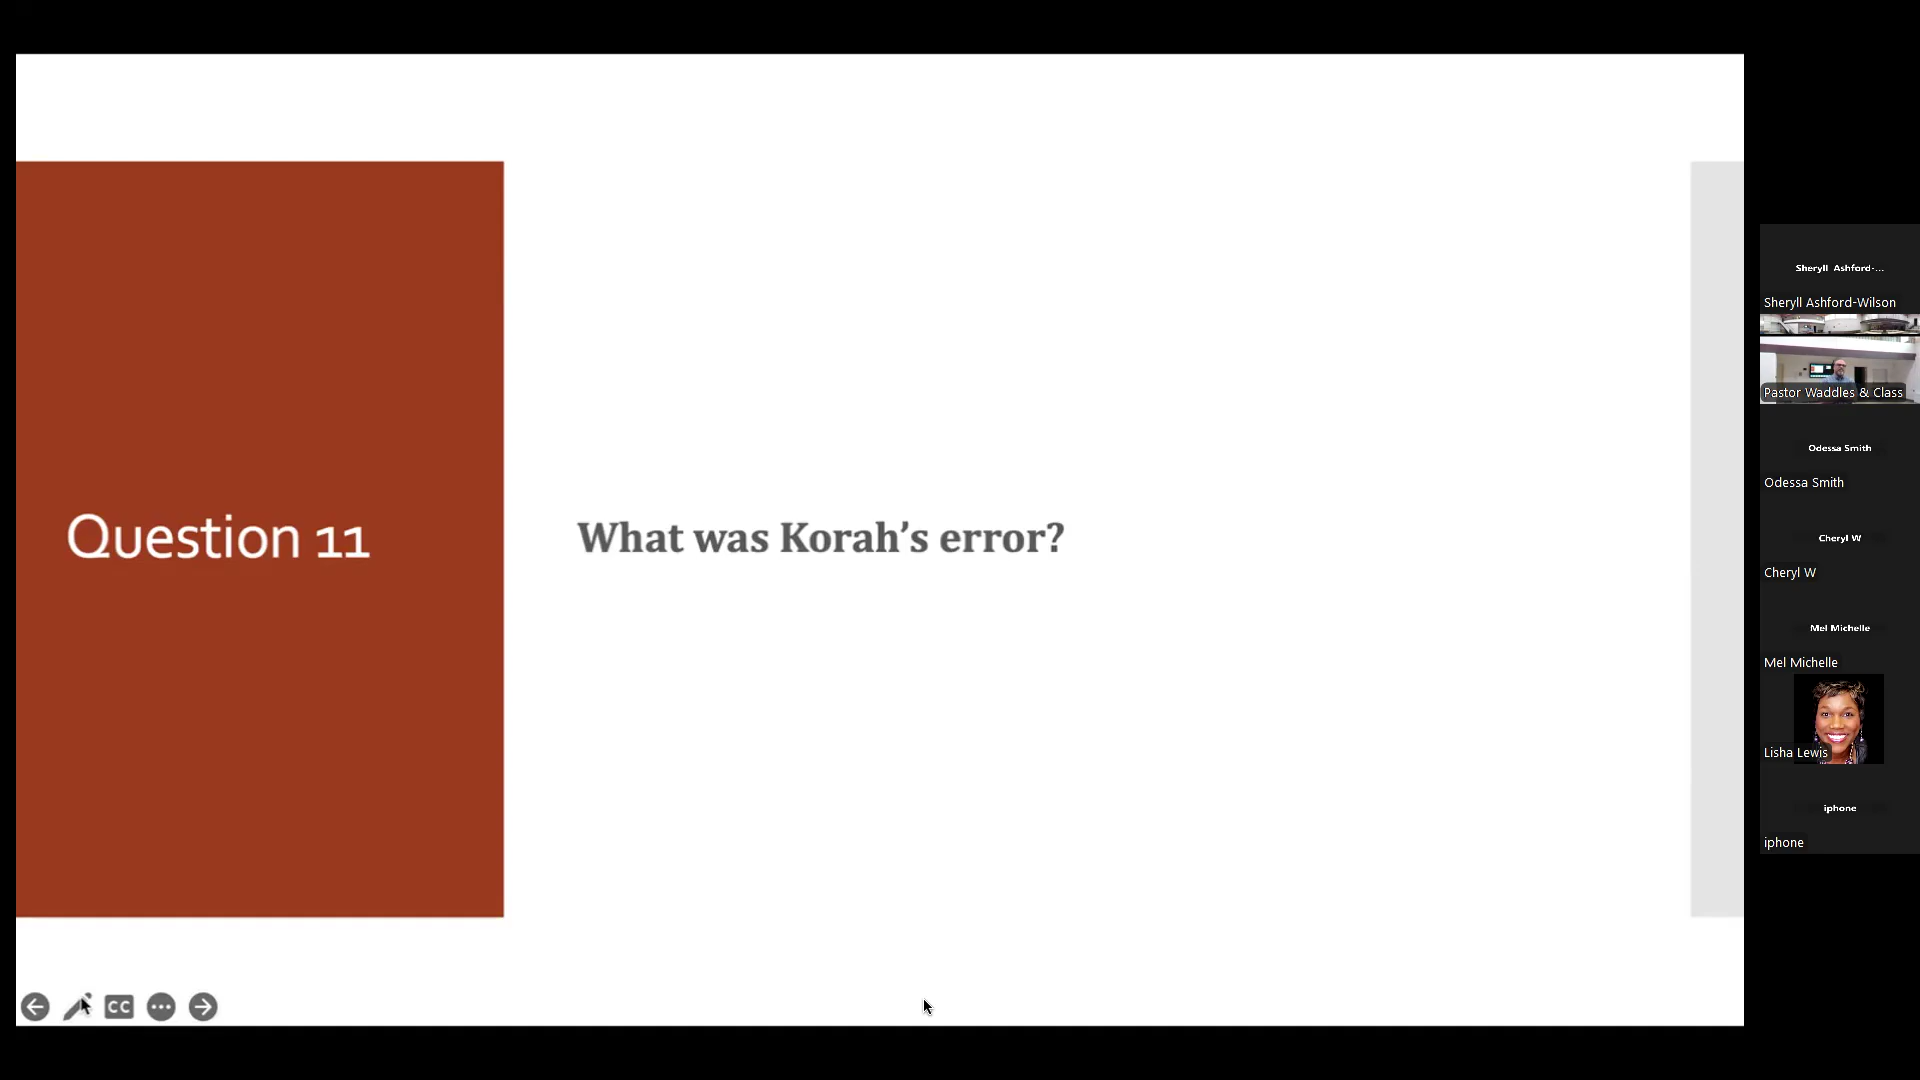 Question 11
What was Korah's error?
CC
Sheryll Ashford-...
Sheryll Ashford-Wilson
Pastor Waddles & Class
Odessa Smith
Odessa Smith
Cheryl W
Cheryl W
Mel Michelle
Mel Michelle
Lisha Lewis
iphone
iphone